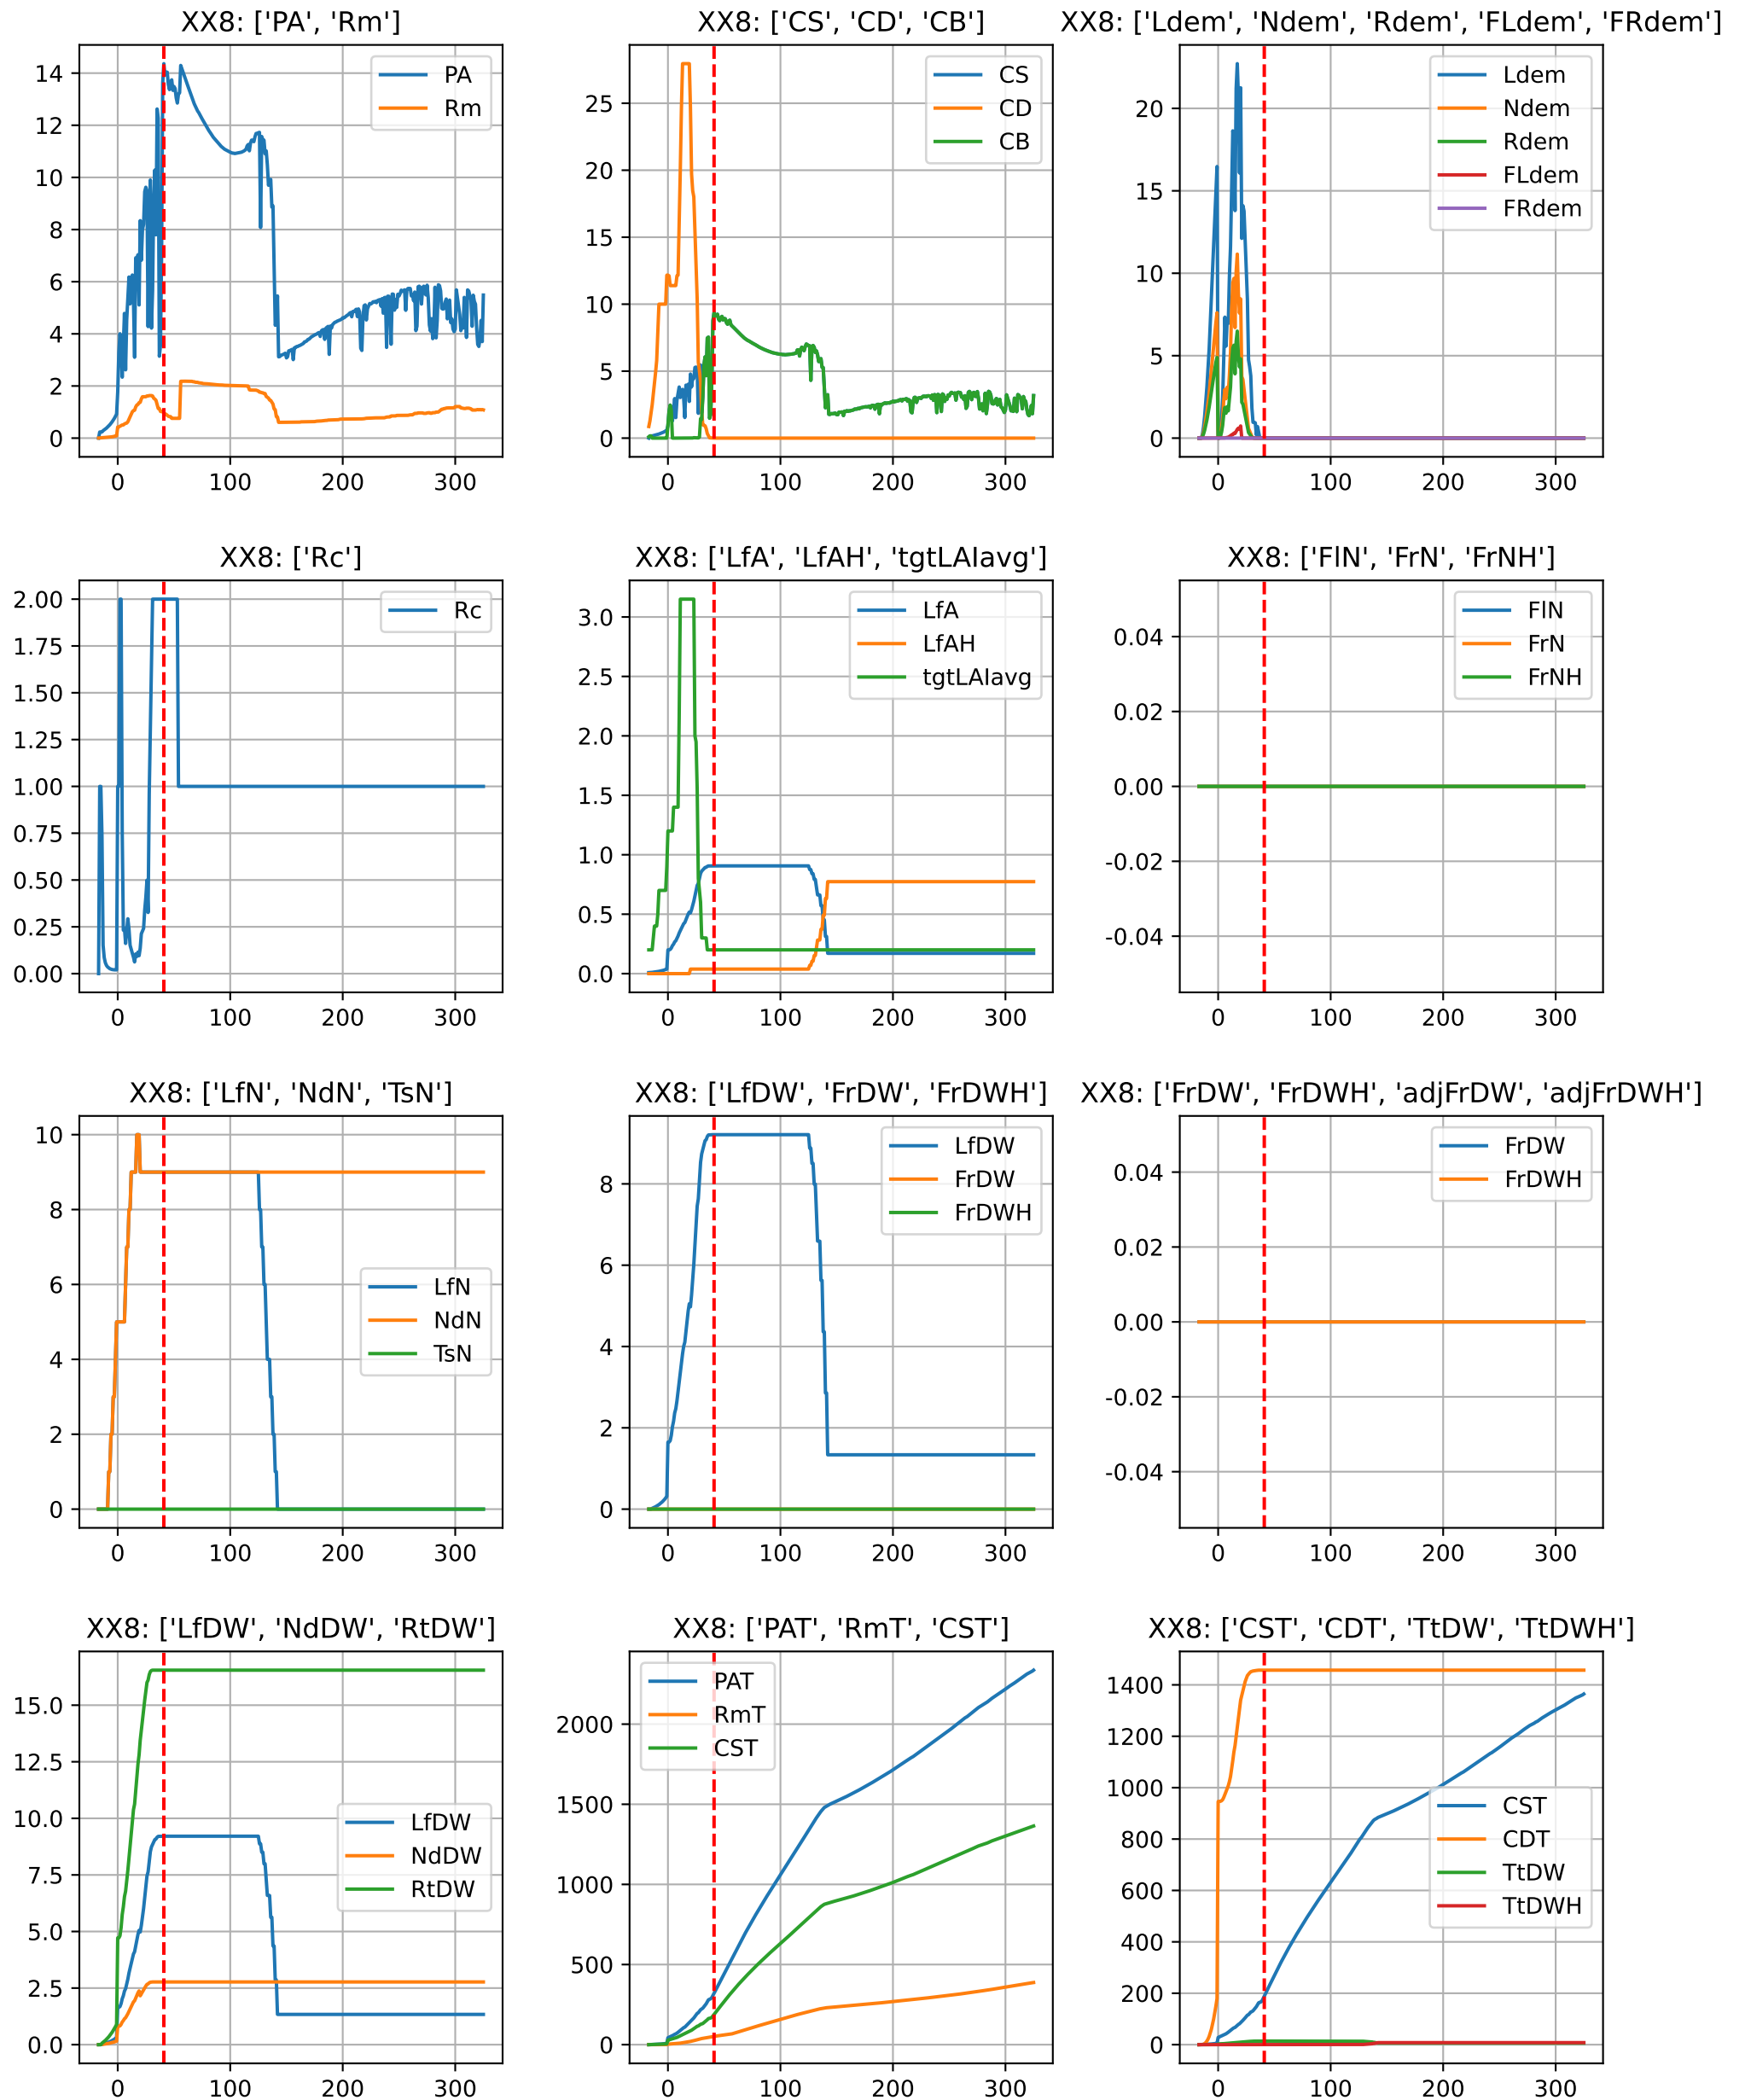 XX8: ['PA', 'Rm']
14
12
10
8
6
4
2
0
0 100 200 300
PA
Rm
XX8: ['CS', 'CD', 'CB']
25
20
15
10
5
0
0 100 200 300
CS
CD
CB
XX8: ['Ldem', 'Ndem', 'Rdem', 'FLdem', 'FRdem']
20
15
10
5
0
0 100 200 300
Ldem
Ndem
Rdem
FLdem
FRdem
XX8: ['Rc']
2.00
1.75
1.50
1.25
1.00
0.75
0.50
0.25
0.00
0 100 200 300
Rc
XX8: ['LfA', 'LfAH', 'tgtLAIavg']
3.0
2.5
2.0
1.5
1.0
0.5
0.0
0 100 200 300
LfA
LfAH
tgtLAIavg
XX8: ['FlN', 'FrN', 'FrNH']
0.04
0.02
0.00
-0.02
-0.04
0 100 200 300
FlN
FrN
FrNH
XX8: ['LfN', 'NdN', 'TsN']
10
8
6
4
2
0
0 100 200 300
LfN
NdN
TsN
XX8: ['LfDW', 'FrDW', 'FrDWH']
8
6
4
2
0
0 100 200 300
LfDW
FrDW
FrDWH
XX8: ['FrDW', 'FrDWH', 'adjFrDW', 'adjFrDWH']
0.04
0.02
0.00
-0.02
-0.04
0 100 200 300
FrDW
FrDWH
XX8: ['LfDW', 'NdDW', 'RtDW']
15.0
12.5
10.0
7.5
5.0
2.5
0.0
0 100 200 300
LfDW
NdDW
RtDW
XX8: ['PAT', 'RmT', 'CST']
2000
1500
1000
500
0
0 100 200 300
PAT
RmT
CST
XX8: ['CST', 'CDT', 'TtDW', 'TtDWH']
1400
1200
1000
800
600
400
200
0
0 100 200 300
CST
CDT
TtDW
TtDWH